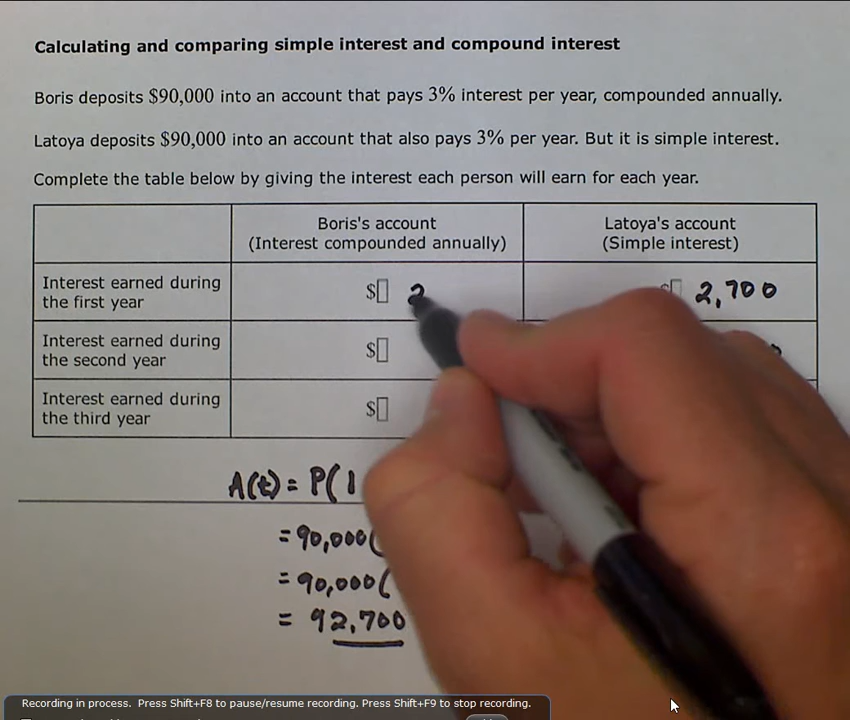 Calculating and comparing simple interest and compound interest
Boris deposits $90,000 into an account that pays 3% interest per year, compounded annually.
Latoya deposits $90,000 into an account that also pays 3% per year. But it is simple interest.
Complete the table below by giving the interest each person will earn for each year.
Boris's account
(Interest compounded annually)
Latoya's account
(Simple interest)
Interest earned during
the first year
$▯ 2
$▯ 2,700
Interest earned during
the second year
$▯
Interest earned during
the third year
$▯
A(t) = P(1
= 90,000(
= 90,000(
= 92,700
Recording in process. Press Shift+F8 to pause/resume recording. Press Shift+F9 to stop recording.